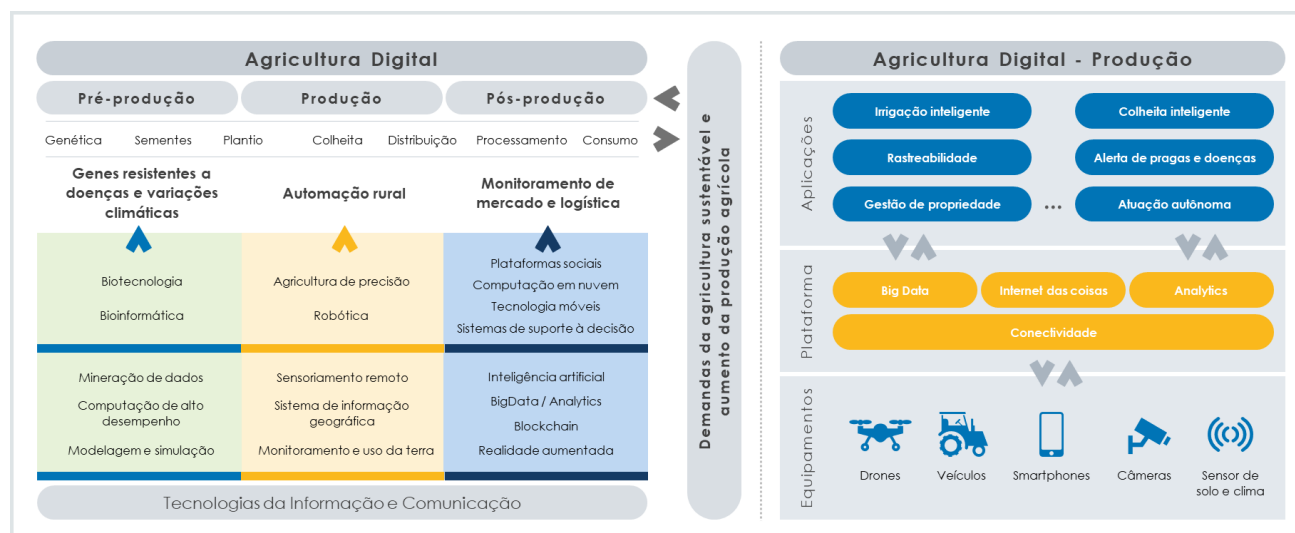 Agricultura Digital
Pré-produção
Produção
Pós-produção
Genética
Sementes
Plantio
Colheita
Distribuição
Processamento
Consumo
Genes resistentes a
doenças e variações
climáticas
Automação rural
Monitoramento de
mercado e logística
Biotecnologia
Bioinformática
Agricultura de precisão
Robótica
Plataformas sociais
Computação em nuvem
Tecnologia móveis
Sistemas de suporte à decisão
Mineração de dados
Computação de alto
desempenho
Modelagem e simulação
Sensoriamento remoto
Sistema de informação
geográfica
Monitoramento e uso da terra
Inteligência artificial
BigData / Analytics
Blockchain
Realidade aumentada
Tecnologias da Informação e Comunicação
Demandas da agricultura sustentável e
aumento da produção agrícola
Agricultura Digital - Produção
Aplicações
Irrigação inteligente
Colheita inteligente
Rastreabilidade
Alerta de pragas e doenças
Gestão de propriedade
...
Atuação autônoma
Plataforma
Big Data
Internet das coisas
Analytics
Conectividade
Equipamentos
Drones
Veículos
Smartphones
Câmeras
Sensor de
solo e clima